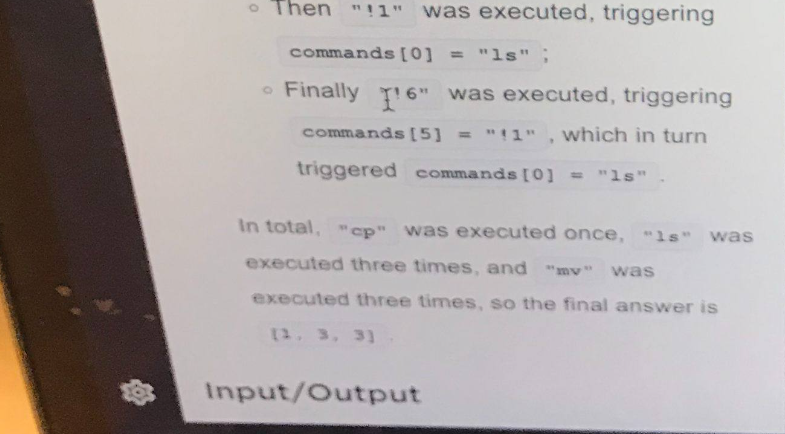 Then "!1" was executed, triggering
commands[0] = "ls" ;
Finally "!6" was executed, triggering
commands[5] = "!1" , which in turn
triggered commands[0] = "ls" .
In total, "cp" was executed once, "ls" was
executed three times, and "mv" was
executed three times, so the final answer is
[1, 3, 3] .
Input/Output